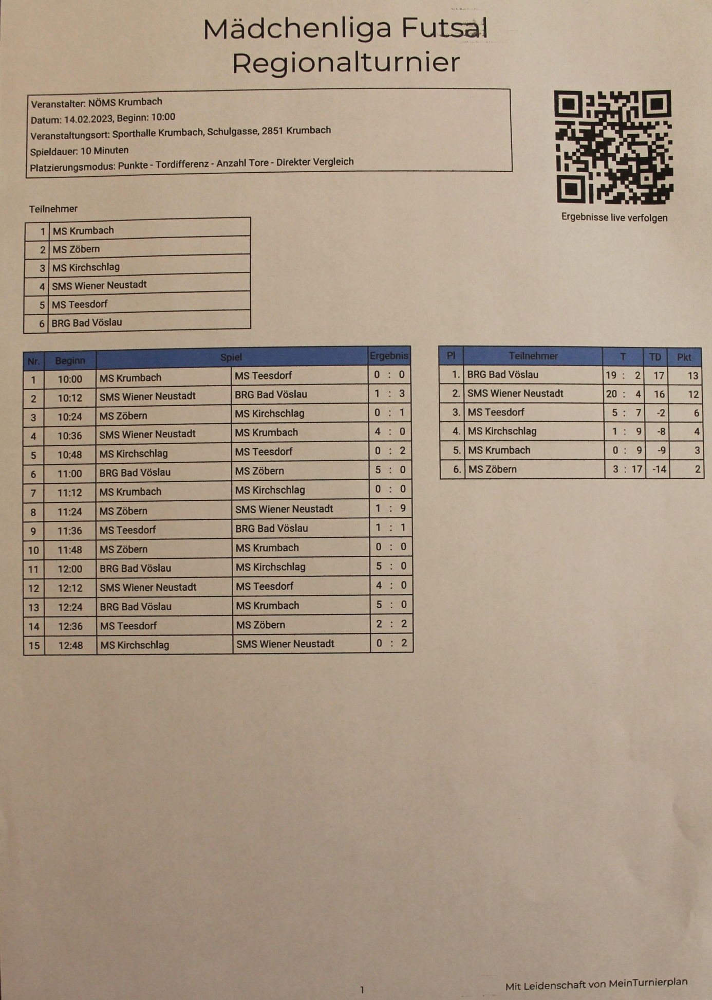 Mädchenliga Futsal
Regionalturnier
Veranstalter: NÖMS Krumbach
Datum: 14.02.2023, Beginn: 10:00
Veranstaltungsort: Sporthalle Krumbach, Schulgasse, 2851 Krumbach
Spieldauer: 10 Minuten
Platzierungsmodus: Punkte - Tordifferenz - Anzahl Tore - Direkter Vergleich
Ergebnisse live verfolgen
Teilnehmer
1 MS Krumbach
2 MS Zöbern
3 MS Kirchschlag
4 SMS Wiener Neustadt
5 MS Teesdorf
6 BRG Bad Vöslau
Nr. Beginn Spiel Ergebnis
1 10:00 MS Krumbach MS Teesdorf 0 : 0
2 10:12 SMS Wiener Neustadt BRG Bad Vöslau 1 : 3
3 10:24 MS Zöbern MS Kirchschlag 0 : 1
4 10:36 SMS Wiener Neustadt MS Krumbach 4 : 0
5 10:48 MS Kirchschlag MS Teesdorf 0 : 2
6 11:00 BRG Bad Vöslau MS Zöbern 5 : 0
7 11:12 MS Krumbach MS Kirchschlag 0 : 0
8 11:24 MS Zöbern SMS Wiener Neustadt 1 : 9
9 11:36 MS Teesdorf BRG Bad Vöslau 1 : 1
10 11:48 MS Zöbern MS Krumbach 0 : 0
11 12:00 BRG Bad Vöslau MS Kirchschlag 5 : 0
12 12:12 SMS Wiener Neustadt MS Teesdorf 4 : 0
13 12:24 BRG Bad Vöslau MS Krumbach 5 : 0
14 12:36 MS Teesdorf MS Zöbern 2 : 2
15 12:48 MS Kirchschlag SMS Wiener Neustadt 0 : 2
Pl Teilnehmer T TD Pkt
1. BRG Bad Vöslau 19 : 2 17 13
2. SMS Wiener Neustadt 20 : 4 16 12
3. MS Teesdorf 5 : 7 -2 6
4. MS Kirchschlag 1 : 9 -8 4
5. MS Krumbach 0 : 9 -9 3
6. MS Zöbern 3 : 17 -14 2
1
Mit Leidenschaft von MeinTurnierplan